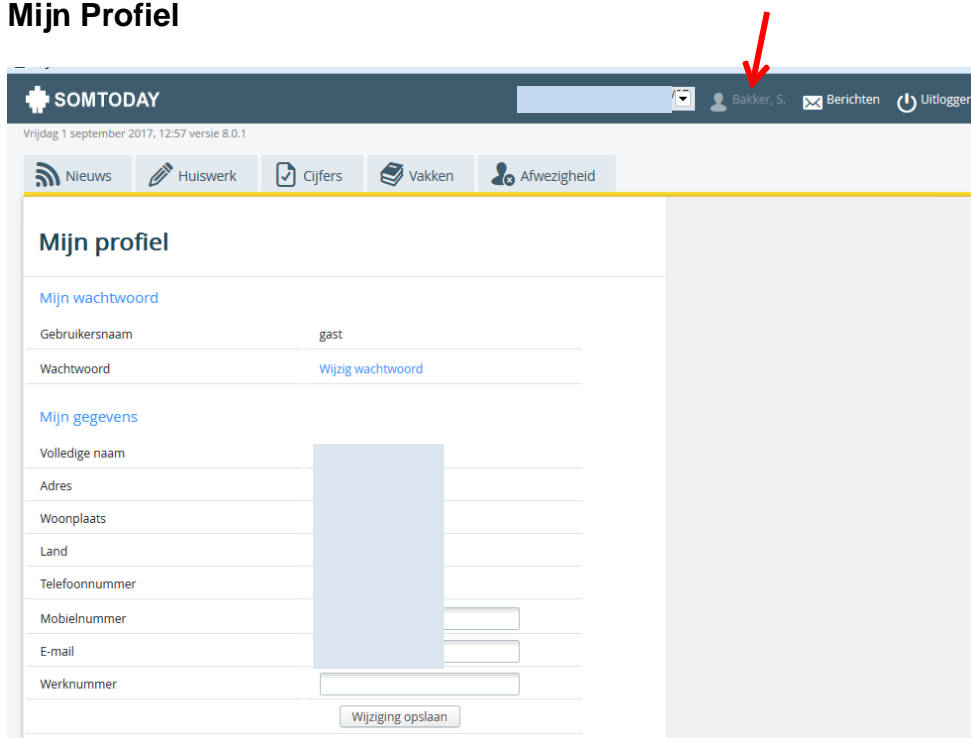 Mijn Profiel
SOMTODAY
Bakker, S. Berichten Uitloggen
Vrijdag 1 september 2017, 12:57 versie 8.0.1
Nieuws Huiswerk Cijfers Vakken Afwezigheid
Mijn profiel
Mijn wachtwoord
Gebruikersnaam gast
Wachtwoord Wijzig wachtwoord
Mijn gegevens
Volledige naam
Adres
Woonplaats
Land
Telefoonnummer
Mobielnummer
E-mail
Werknummer
Wijziging opslaan